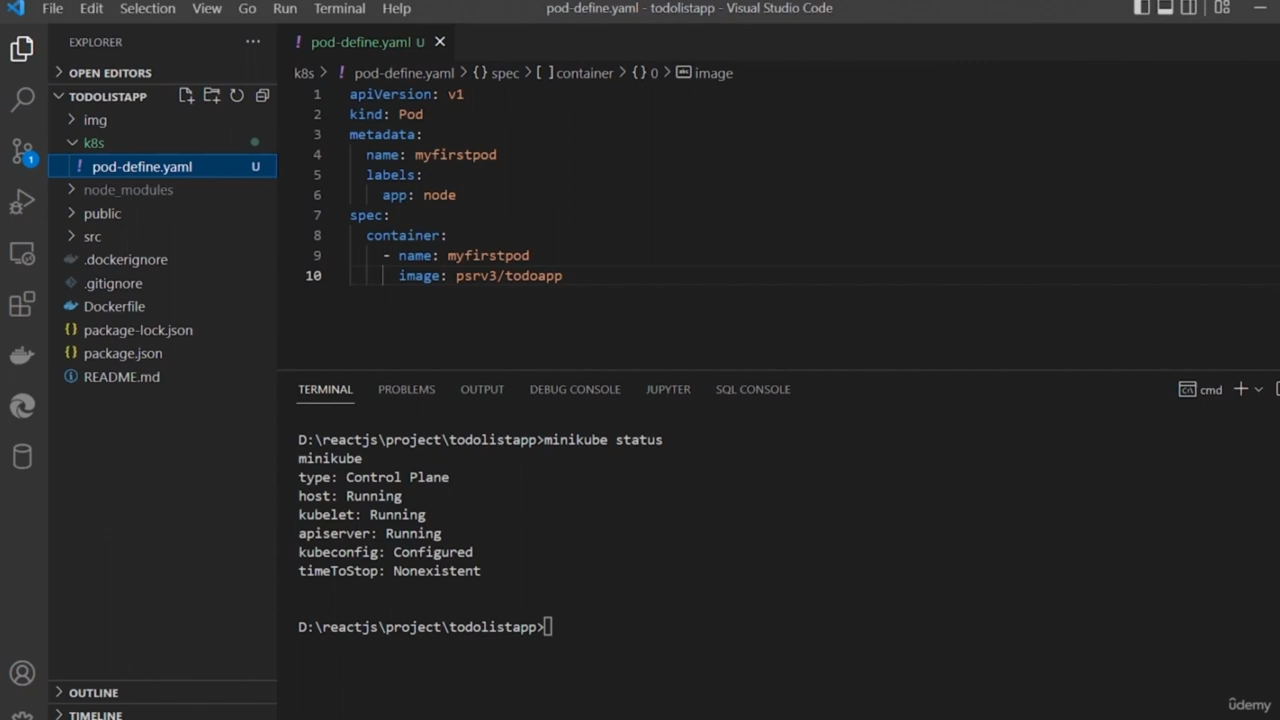 File Edit Selection View Go Run Terminal Help pod-define.yaml - todolistapp - Visual Studio Code
EXPLORER
OPEN EDITORS
TODOLISTAPP
img
k8s
! pod-define.yaml U
node_modules
public
src
.dockerignore
.gitignore
Dockerfile
{} package-lock.json
{} package.json
README.md
OUTLINE
TIMELINE
1
! pod-define.yaml U
k8s > ! pod-define.yaml > {} spec > [ ] container > {} 0 > abc image
1 apiVersion: v1
2 kind: Pod
3 metadata:
4 name: myfirstpod
5 labels:
6 app: node
7 spec:
8 container:
9 - name: myfirstpod
10 image: psrv3/todoapp
TERMINAL PROBLEMS OUTPUT DEBUG CONSOLE JUPYTER SQL CONSOLE cmd
D:\reactjs\project\todolistapp>minikube status
minikube
type: Control Plane
host: Running
kubelet: Running
apiserver: Running
kubeconfig: Configured
timeToStop: Nonexistent
D:\reactjs\project\todolistapp>
ûdemy